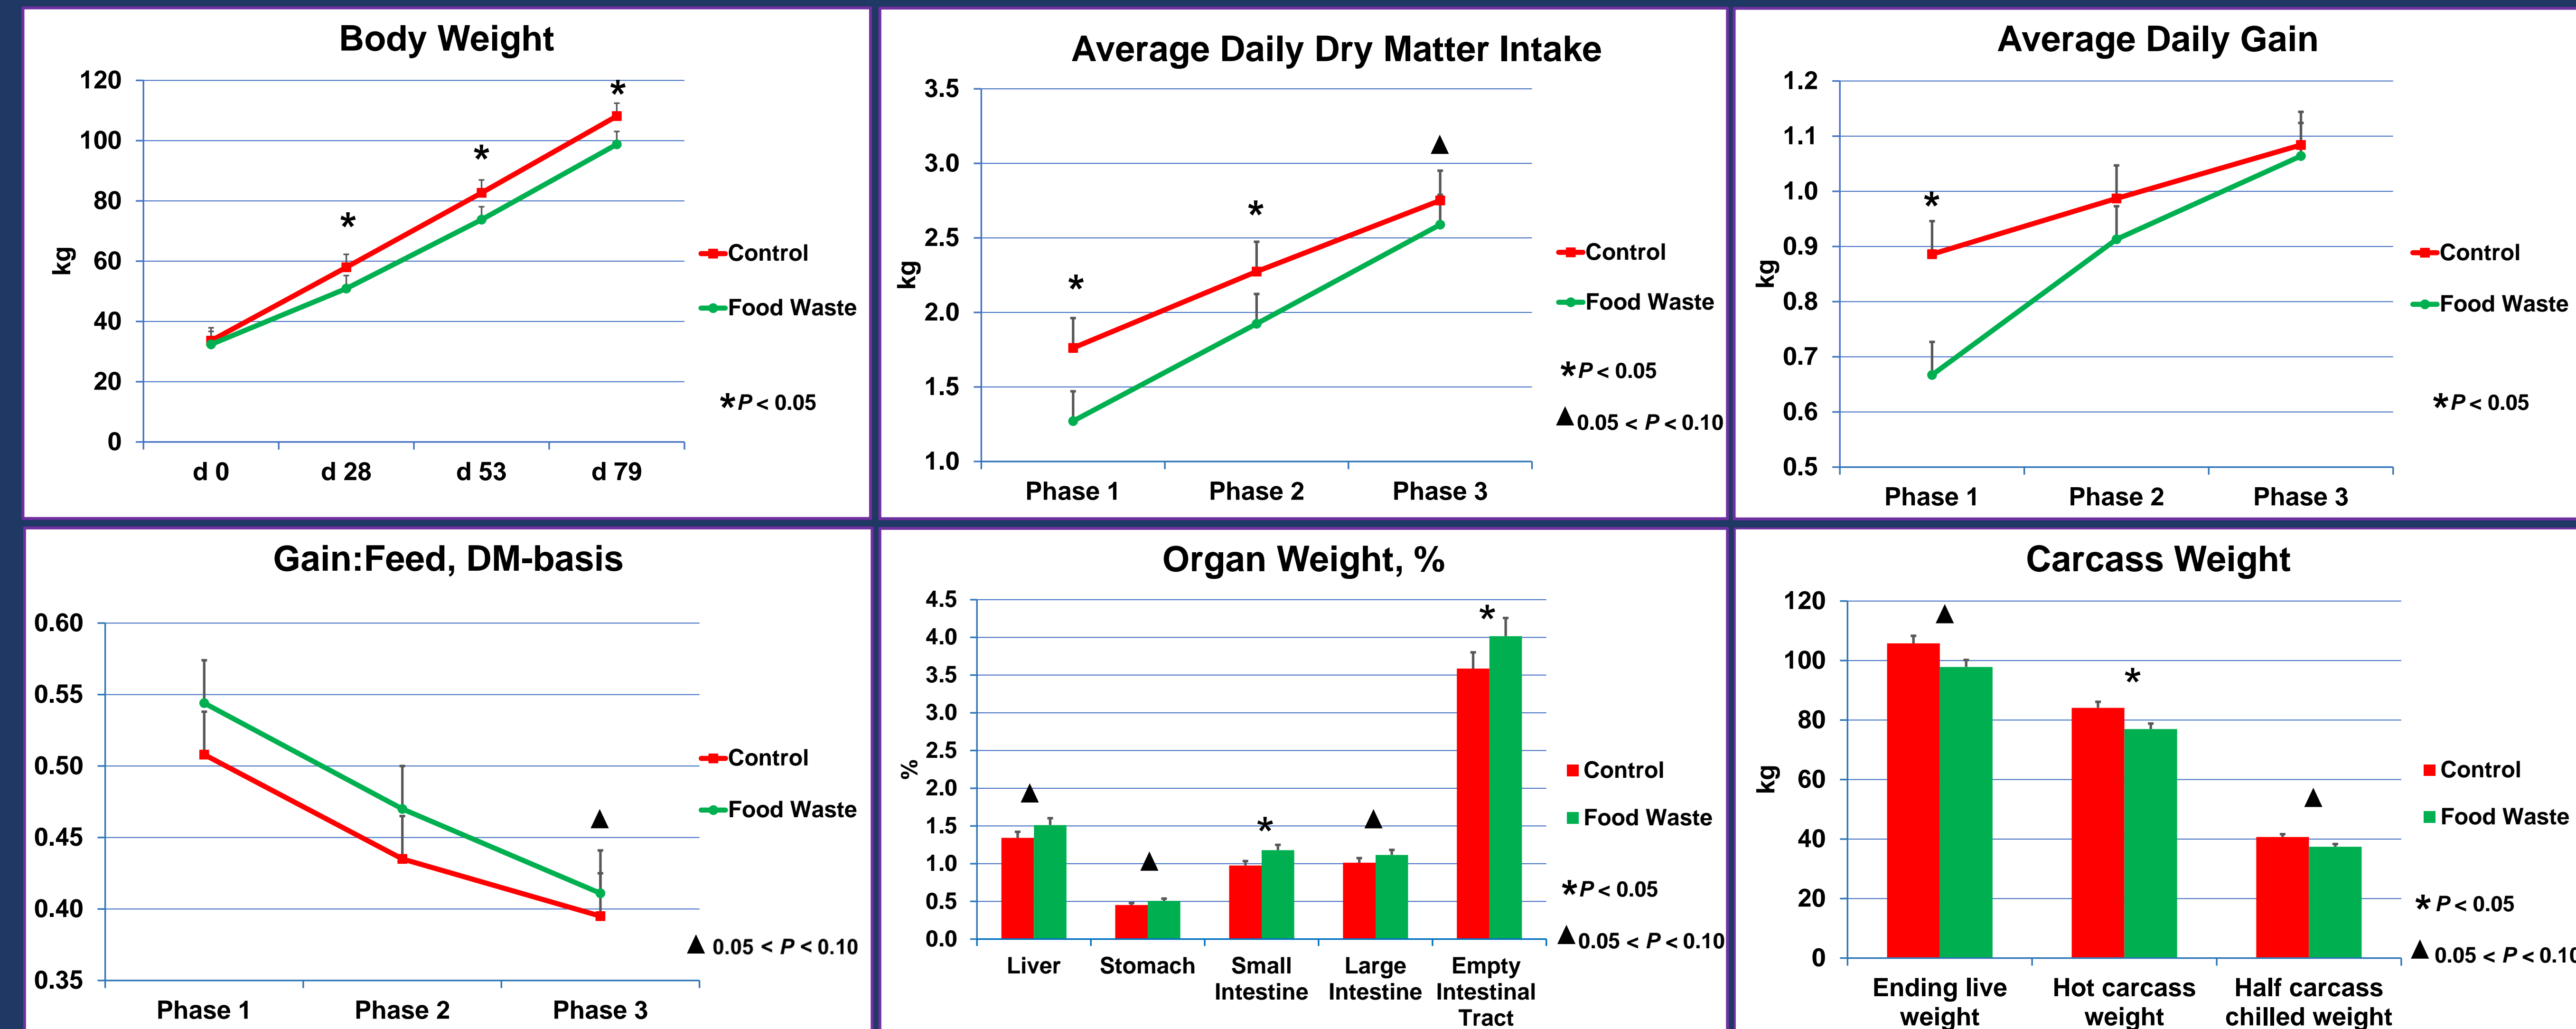 Body Weight
120
100
80
60
40
20
0
kg
* * *
d 0 d 28 d 53 d 79
Control
Food Waste
*P < 0.05
Average Daily Dry Matter Intake
3.5
3.0
2.5
2.0
1.5
1.0
kg
* * ▲
Phase 1 Phase 2 Phase 3
Control
Food Waste
*P < 0.05
▲ 0.05 < P < 0.10
Average Daily Gain
1.2
1.1
1.0
0.9
0.8
0.7
0.6
0.5
kg
*
Phase 1 Phase 2 Phase 3
Control
Food Waste
*P < 0.05
Gain:Feed, DM-basis
0.60
0.55
0.50
0.45
0.40
0.35
▲
Phase 1 Phase 2 Phase 3
Control
Food Waste
▲ 0.05 < P < 0.10
Organ Weight, %
4.5
4.0
3.5
3.0
2.5
2.0
1.5
1.0
0.5
0.0
%
▲ ▲ * ▲ *
Liver Stomach Small Large Empty
Intestine Intestine Intestinal
Tract
Control
Food Waste
*P < 0.05
▲ 0.05 < P < 0.10
Carcass Weight
120
100
80
60
40
20
0
kg
▲ * ▲
Ending live Hot carcass Half carcass
weight weight chilled weight
Control
Food Waste
* P < 0.05
▲ 0.05 < P < 0.10